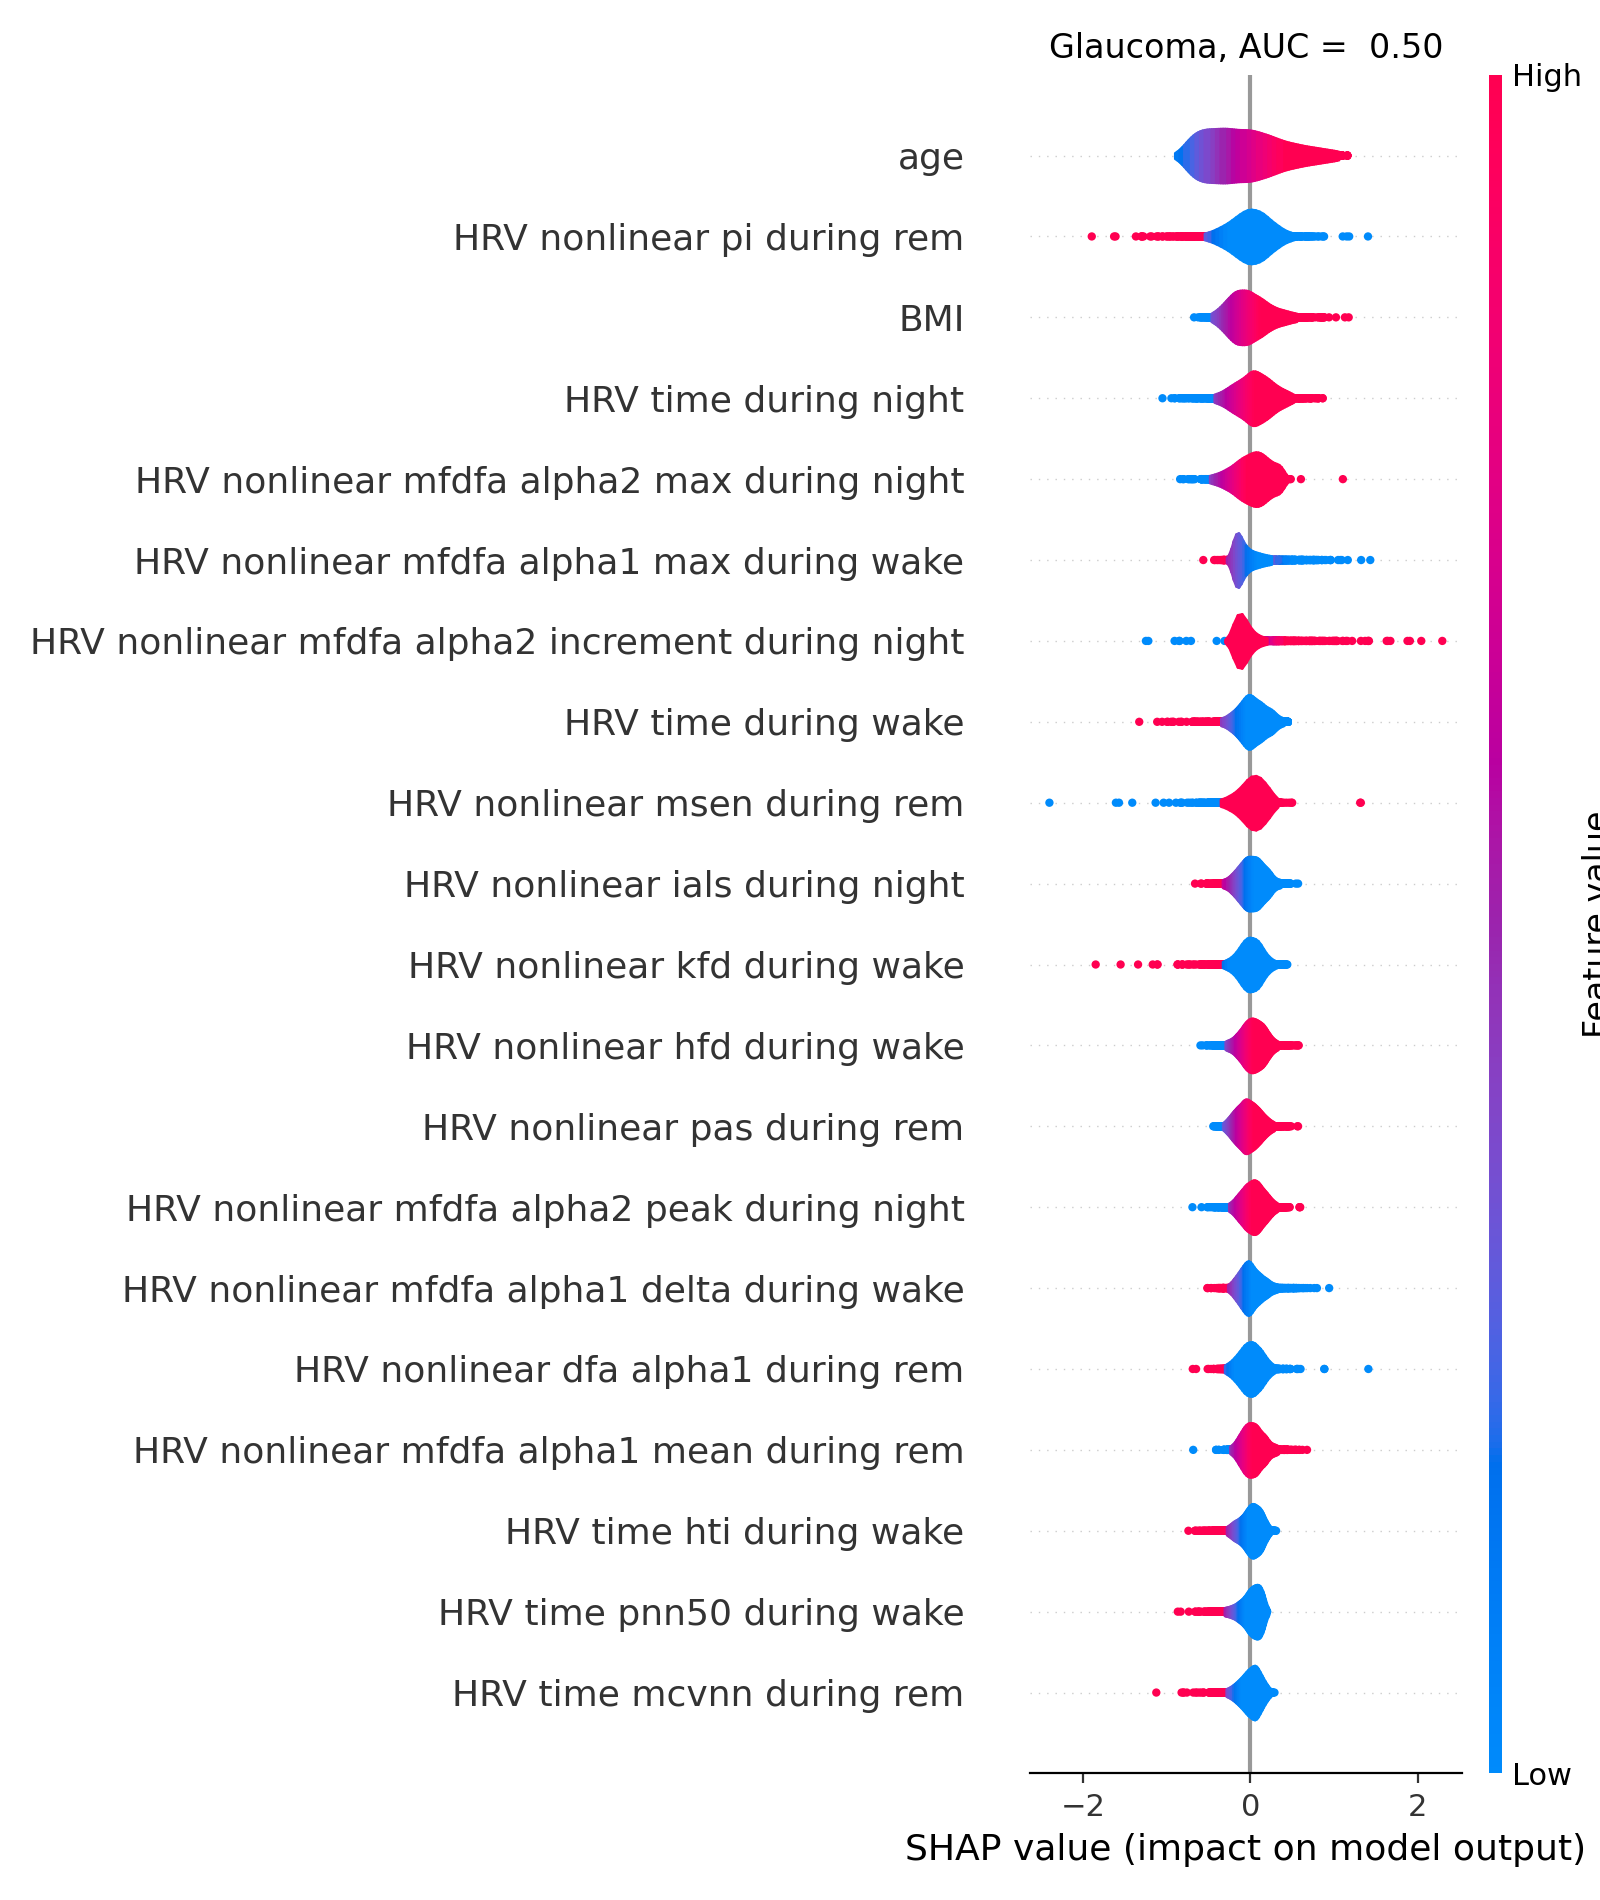 Glaucoma, AUC =  0.50
High
age
HRV nonlinear pi during rem
BMI
HRV time during night
HRV nonlinear mfdfa alpha2 max during night
HRV nonlinear mfdfa alpha1 max during wake
HRV nonlinear mfdfa alpha2 increment during night
HRV time during wake
HRV nonlinear msen during rem
HRV nonlinear ials during night
HRV nonlinear kfd during wake
HRV nonlinear hfd during wake
HRV nonlinear pas during rem
HRV nonlinear mfdfa alpha2 peak during night
HRV nonlinear mfdfa alpha1 delta during wake
HRV nonlinear dfa alpha1 during rem
HRV nonlinear mfdfa alpha1 mean during rem
HRV time hti during wake
HRV time pnn50 during wake
HRV time mcvnn during rem
Feature value
Low
−2 0 2
SHAP value (impact on model output)